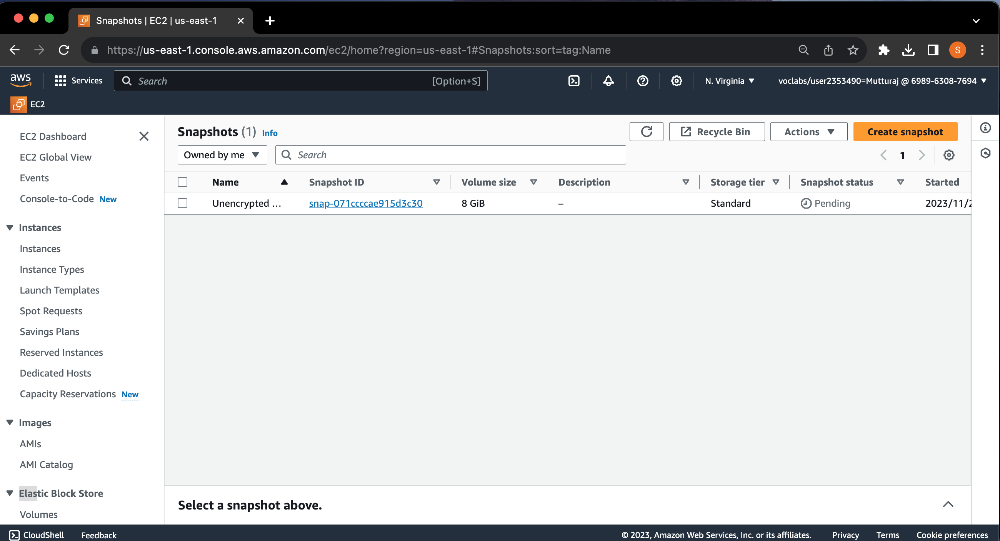 Snapshots | EC2 | us-east-1
https://us-east-1.console.aws.amazon.com/ec2/home?region=us-east-1#Snapshots:sort=tag:Name
S
aws
Services
Search
[Option+S]
N. Virginia
voclabs/user2353490=Mutturaj @ 6989-6308-7694
EC2
EC2 Dashboard
EC2 Global View
Events
Console-to-Code New
Instances
Instances
Instance Types
Launch Templates
Spot Requests
Savings Plans
Reserved Instances
Dedicated Hosts
Capacity Reservations New
Images
AMIs
AMI Catalog
Elastic Block Store
Volumes
Snapshots (1) Info
Recycle Bin
Actions
Create snapshot
Owned by me
Search
1
Name Snapshot ID Volume size Description Storage tier Snapshot status Started
Unencrypted ... snap-071ccccae915d3c30 8 GiB – Standard Pending 2023/11/2
Select a snapshot above.
CloudShell Feedback © 2023, Amazon Web Services, Inc. or its affiliates. Privacy Terms Cookie preferences